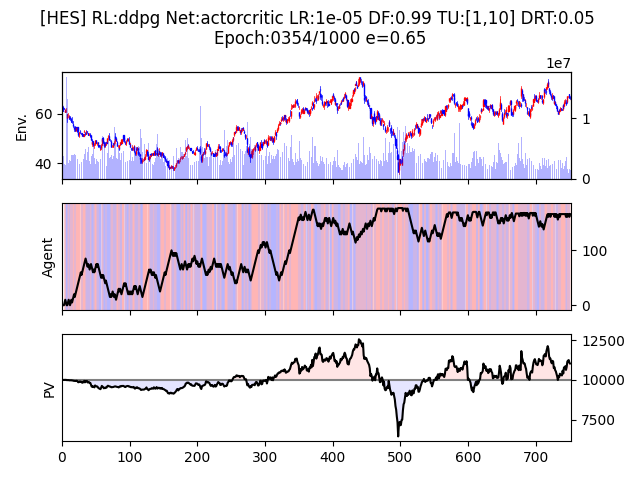 [HES] RL:ddpg Net:actorcritic LR:1e-05 DF:0.99 TU:[1,10] DRT:0.05
Epoch:0354/1000 e=0.65
1e7
Env.
60
40
1
0
Agent
100
0
PV
12500
10000
7500
0 100 200 300 400 500 600 700